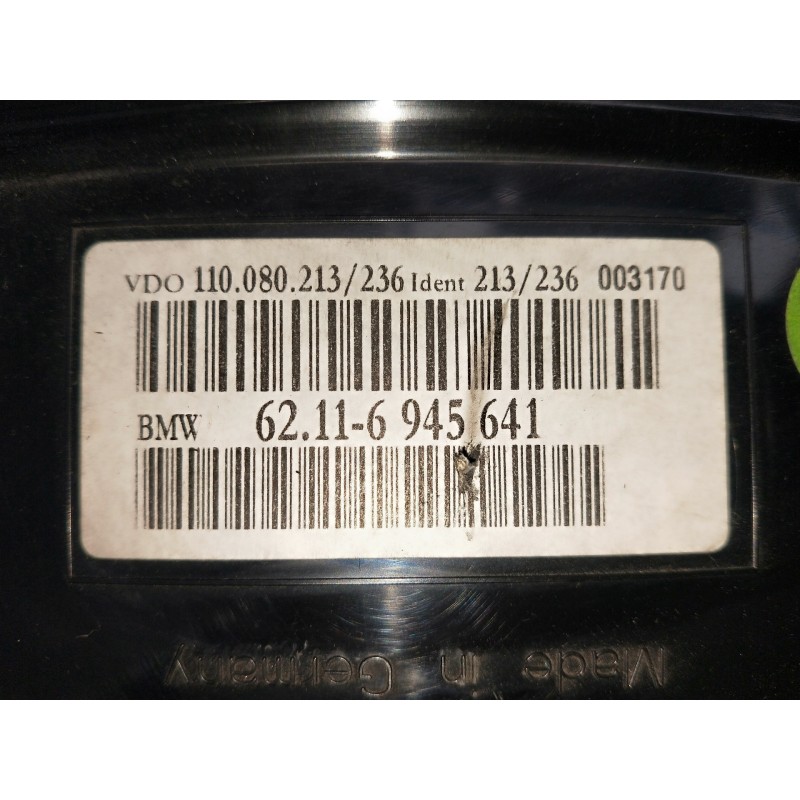 VDO 110.080.213/236 Ident 213/236 003170
BMW 62.11-6 945 641
Made in Germany